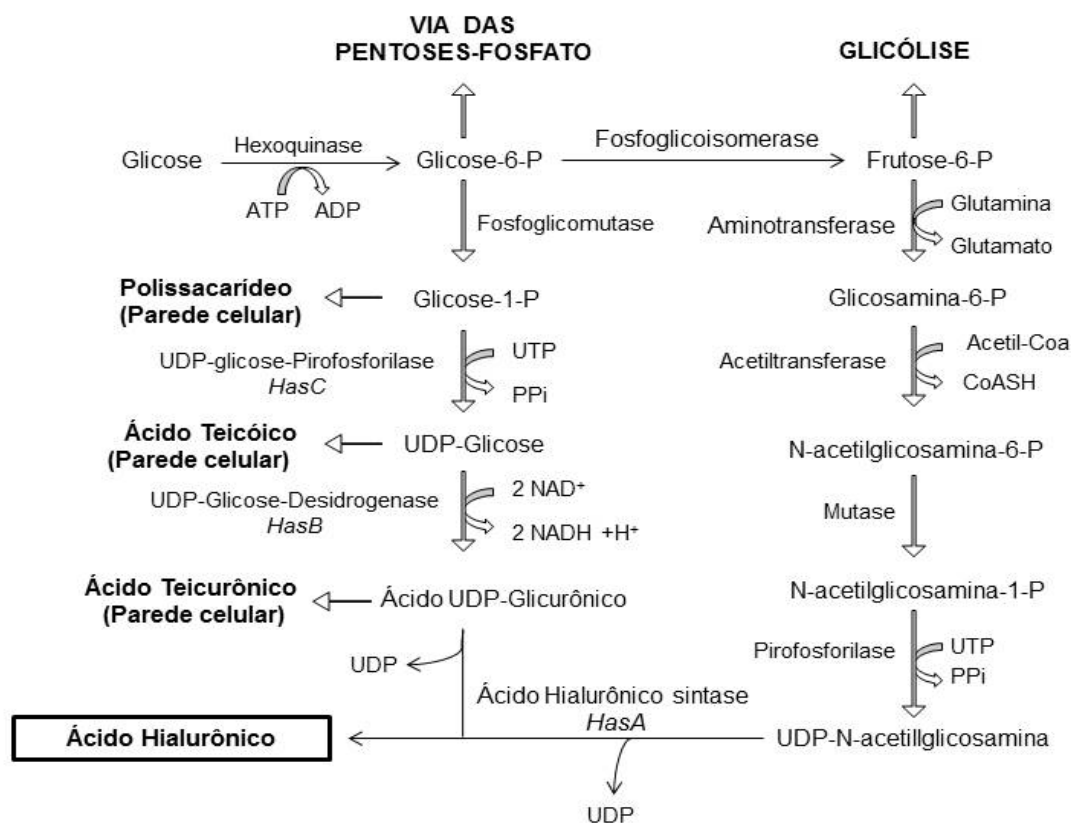 VIA DAS
PENTOSES-FOSFATO
GLICÓLISE
Glicose
Hexoquinase
ATP
ADP
Glicose-6-P
Fosfoglicoisomerase
Frutose-6-P
Fosfoglicomutase
Aminotransferase
Glutamina
Glutamato
Polissacarídeo
(Parede celular)
Glicose-1-P
Glicosamina-6-P
UDP-glicose-Pirofosforilase
HasC
UTP
PPi
Acetiltransferase
Acetil-Coa
CoASH
Ácido Teicóico
(Parede celular)
UDP-Glicose
N-acetilglicosamina-6-P
UDP-Glicose-Desidrogenase
HasB
2 NAD+
2 NADH +H+
Mutase
Ácido Teicurônico
(Parede celular)
Ácido UDP-Glicurônico
N-acetilglicosamina-1-P
UDP
Pirofosforilase
UTP
PPi
Ácido Hialurônico sintase
HasA
Ácido Hialurônico
UDP-N-acetillglicosamina
UDP